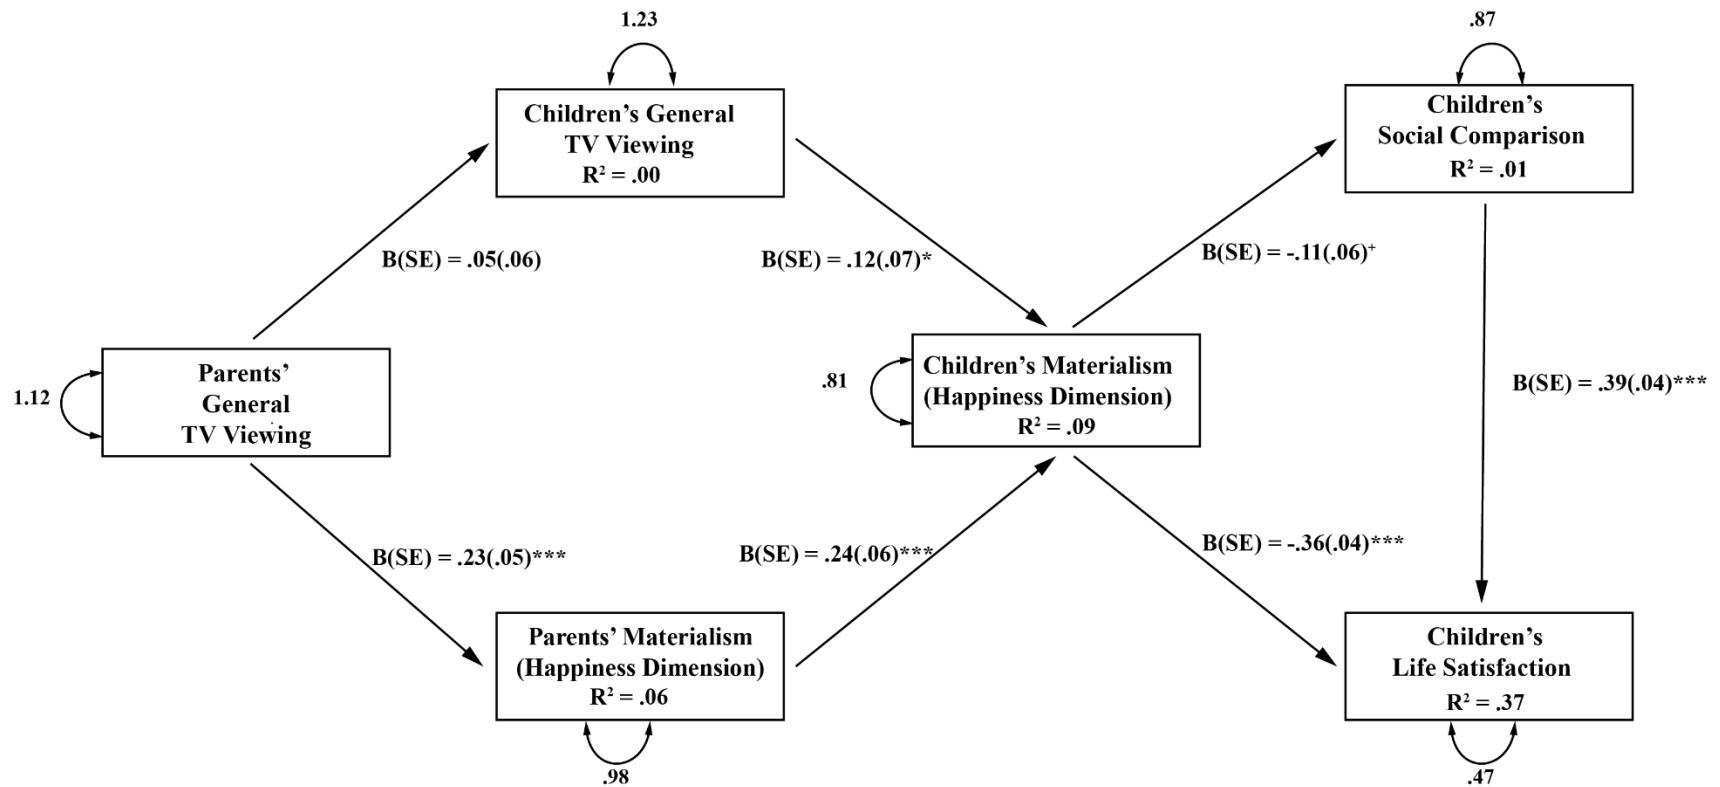 1.23
Children’s General
TV Viewing
R² = .00
.87
Children’s
Social Comparison
R² = .01
B(SE) = .05(.06)
B(SE) = .12(.07)*
B(SE) = -.11(.06)⁺
1.12
Parents’
General
TV Viewing
.81
Children’s Materialism
(Happiness Dimension)
R² = .09
B(SE) = .39(.04)***
B(SE) = .23(.05)***
B(SE) = .24(.06)***
B(SE) = -.36(.04)***
Parents’ Materialism
(Happiness Dimension)
R² = .06
.98
Children’s
Life Satisfaction
R² = .37
.47